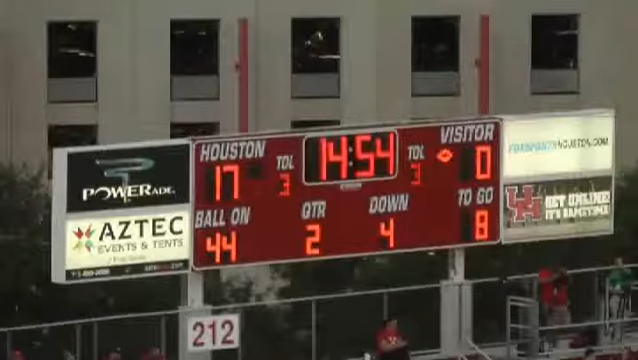 POWERADE
AZTEC
EVENTS & TENTS
HOUSTON
17
TOL
3
14:54
TOL
3
VISITOR
0
BALL ON
44
QTR
2
DOWN
4
TO GO
8
GET ONLINE!
IT'S GAMETIME
212